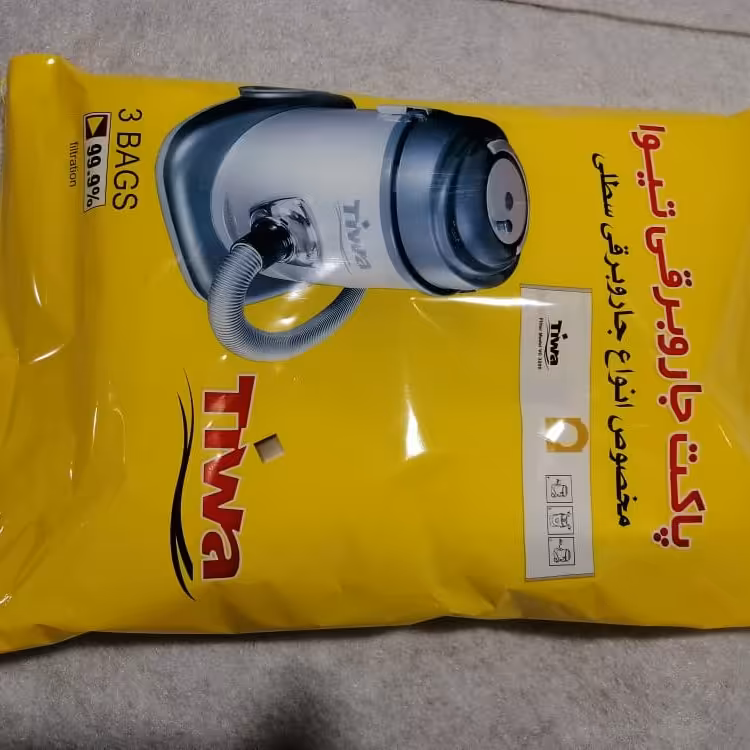 پاکت جاروبرقی تیوا
مخصوص انواع جاروبرقی سطلی
Tiwa
Tiwa
Tiwa
3 BAGS
99.9%
filtration